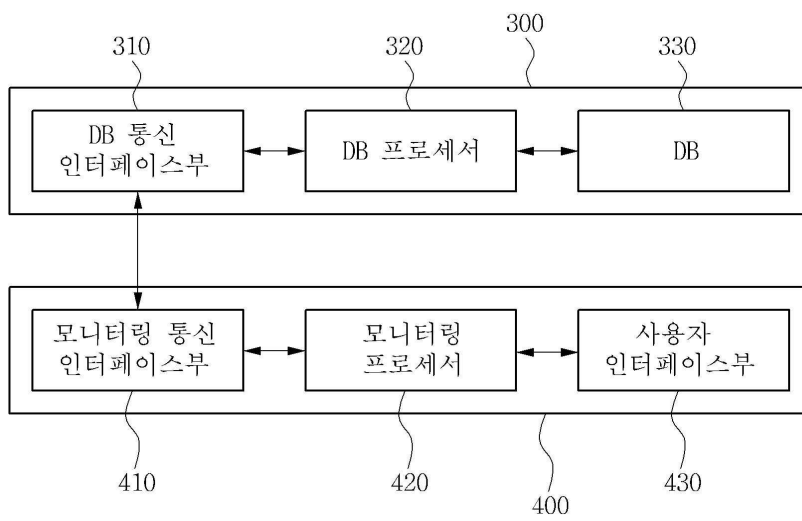 310
320
300
330
DB 통신
인터페이스부
DB 프로세서
DB
모니터링 통신
인터페이스부
모니터링
프로세서
사용자
인터페이스부
410
420
400
430